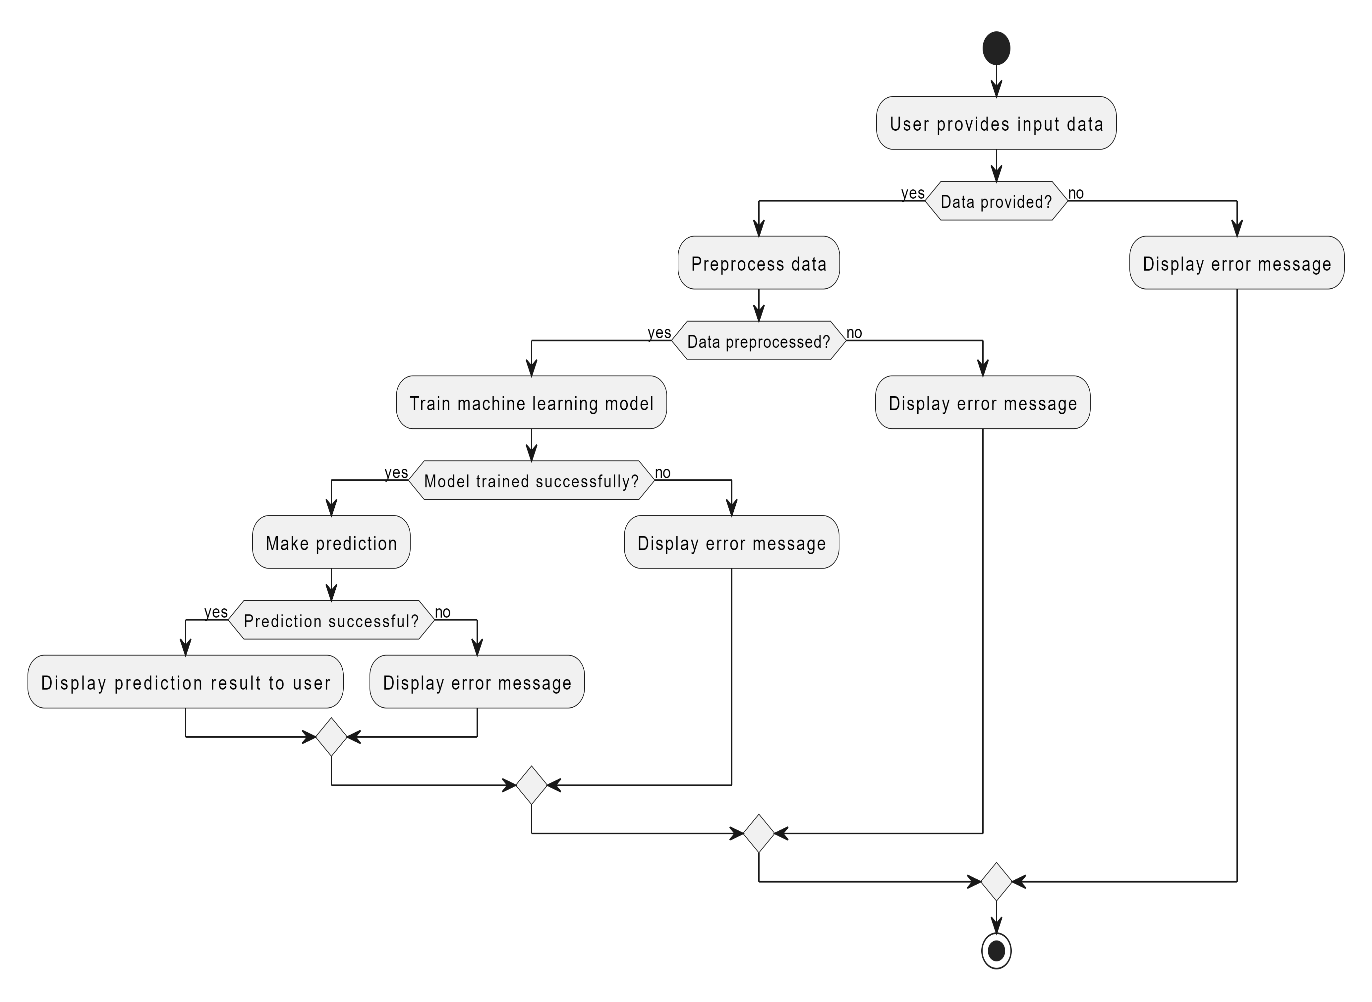 User provides input data
yes
Data provided?
no
Preprocess data
Display error message
yes
Data preprocessed?
no
Train machine learning model
Display error message
yes
Model trained successfully?
no
Make prediction
Display error message
yes
Prediction successful?
no
Display prediction result to user
Display error message